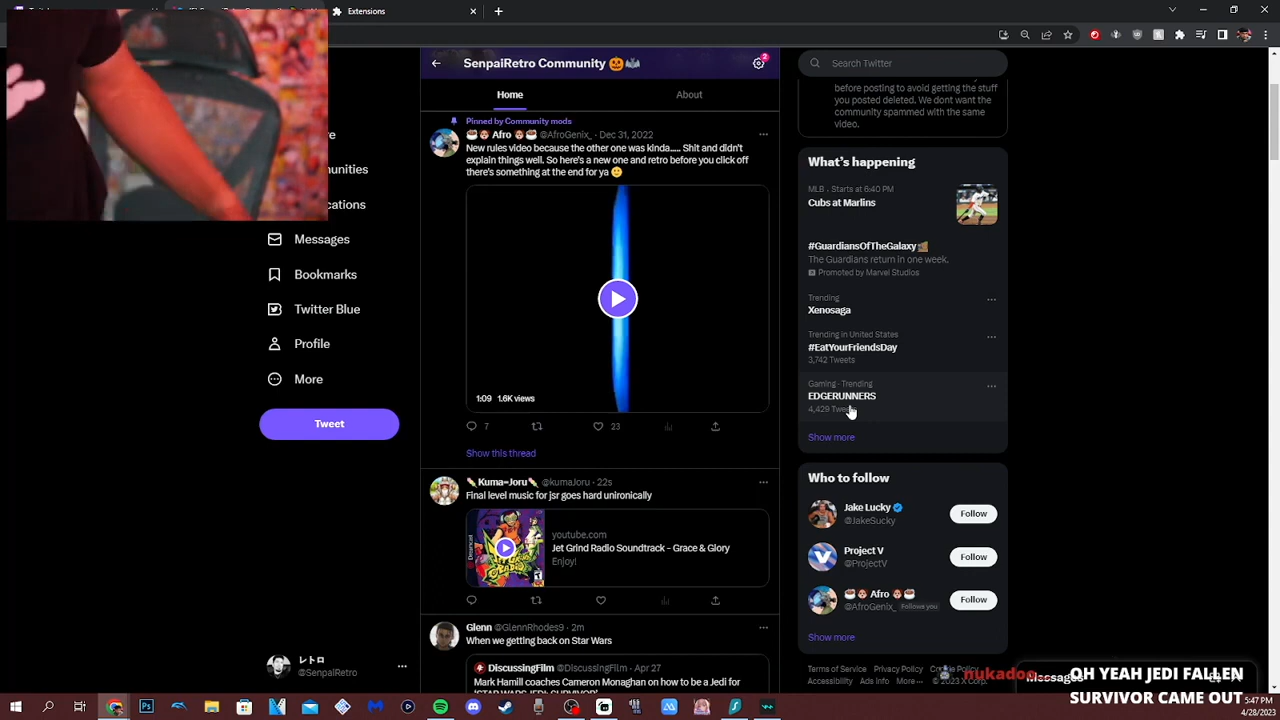 Extensions
SenpaiRetro Community 🎃🦇
2
Search Twitter
Home
About
Pinned by Community mods
☕👨🏻‍🦰 Afro 👨🏻‍🦰☕ @AfroGenix_ · Dec 31, 2022
New rules video because the other one was kinda..... Shit and didn't
explain things well. So here's a new one and retro before you click off
there's something at the end for ya 🙂
1:09 1.6K views
7
23
Show this thread
Kuma~Joru @kumaJoru · 22s
Final level music for jsr goes hard unironically
youtube.com
Jet Grind Radio Soundtrack - Grace & Glory
Enjoy!
Glenn @GlennRhodes9 · 2m
When we getting back on Star Wars
DiscussingFilm @DiscussingFilm · Apr 27
Mark Hamill coaches Cameron Monaghan on how to be a Jedi for
'STAR WARS JEDI: SURVIVOR'
re
unities
cations
Messages
Bookmarks
Twitter Blue
Profile
More
Tweet
レトロ
@SenpaiRetro
before posting to avoid getting the stuff
you posted deleted. We dont want the
community spammed with the same
video.
What's happening
MLB · Starts at 6:40 PM
Cubs at Marlins
#GuardiansOfTheGalaxy
The Guardians return in one week.
Promoted by Marvel Studios
Trending
Xenosaga
Trending in United States
#EatYourFriendsDay
3,742 Tweets
Gaming · Trending
EDGERUNNERS
4,429 Tweets
Show more
Who to follow
Jake Lucky
@JakeSucky
Follow
Project V
@ProjectV
Follow
Afro
@AfroGenix_ Follows you
Follow
Show more
Terms of Service Privacy Policy Cookie Policy
Accessibility Ads info More ··· © 2023 X Corp.
Messages
nukadoo
OH YEAH JEDI FALLEN
SURVIVOR CAME OUT
5:47 PM
4/28/2023